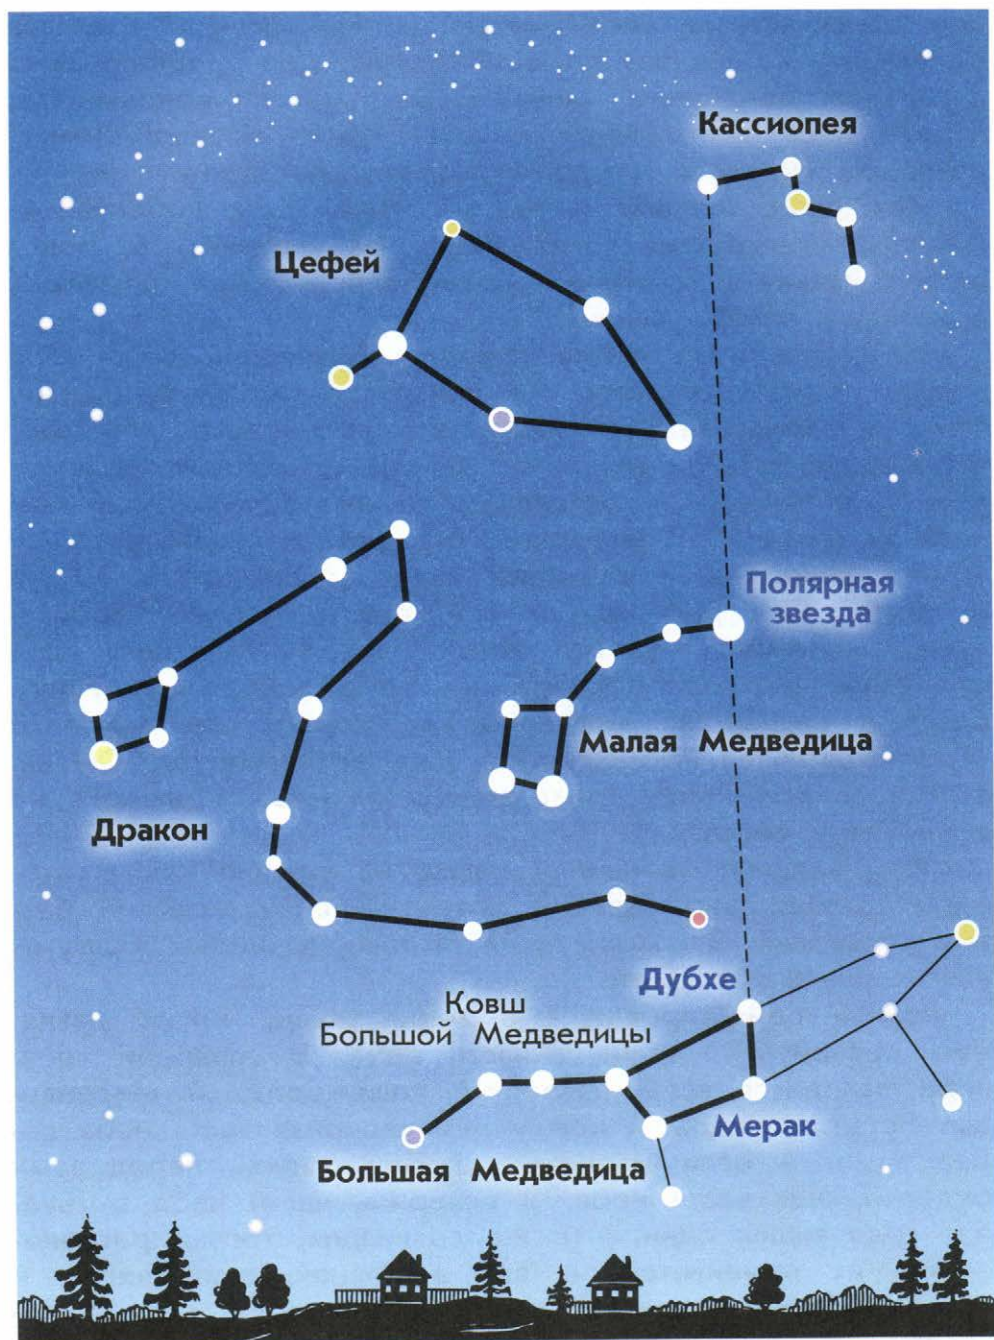 Кассиопея
Цефей
Полярная
звезда
Малая Медведица
Дракон
Дубхе
Ковш
Большой Медведицы
Мерак
Большая Медведица